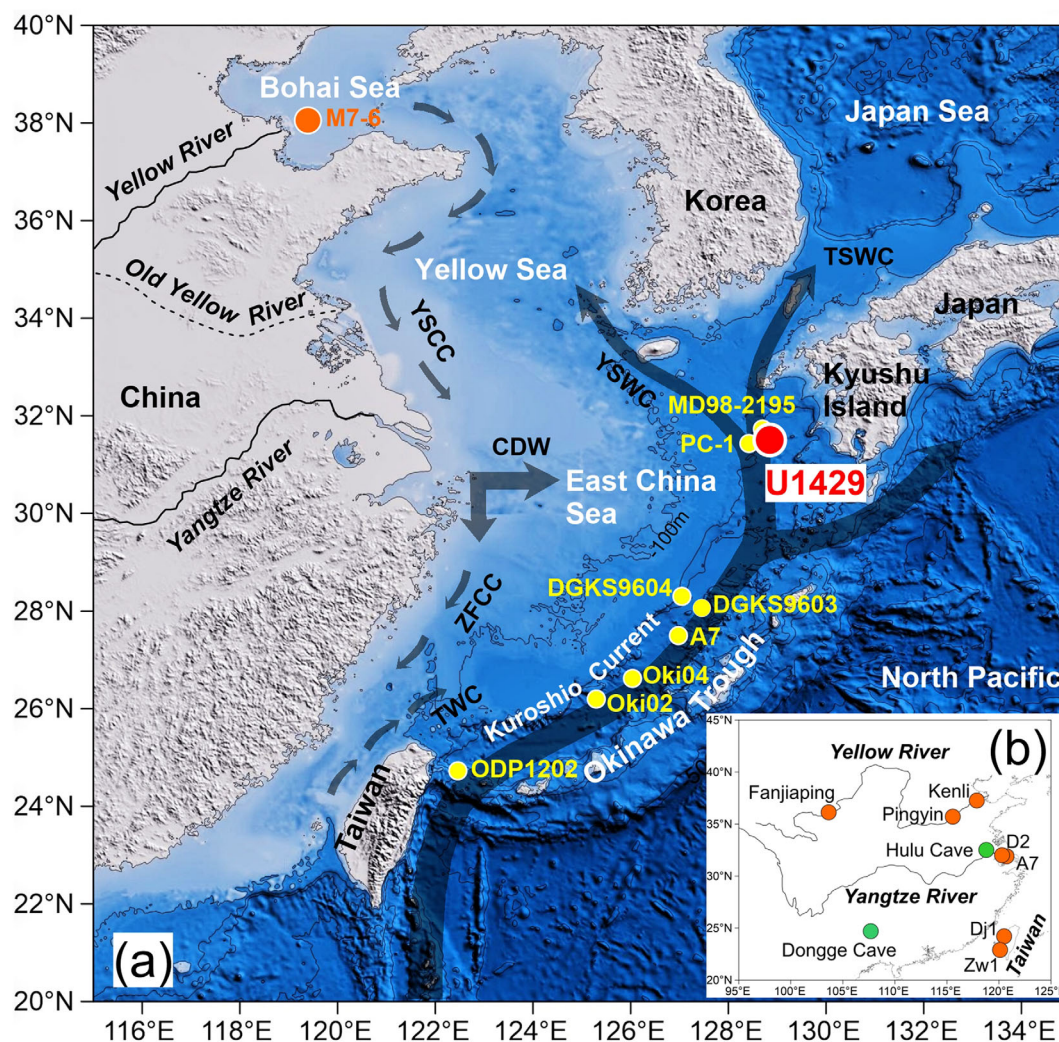 40°N
38°N
36°N
34°N
32°N
30°N
28°N
26°N
24°N
22°N
20°N
116°E
118°E
120°E
122°E
124°E
126°E
128°E
130°E
132°E
134°E
Bohai Sea
M7-6
Yellow River
Old Yellow River
China
Yangtze River
Yellow Sea
YSCC
Korea
Japan Sea
TSWC
Japan
YSWC
Kyushu
Island
MD98-2195
PC-1
U1429
CDW
East China
Sea
100m
ZFCC
DGKS9604
DGKS9603
A7
Oki04
Oki02
Kuroshio Current
Okinawa Trough
TWC
ODP1202
Taiwan
North Pacific
(a)
(b)
45°N
40°N
35°N
30°N
25°N
20°N
95°E
100°E
105°E
110°E
115°E
120°E
125°E
Yellow River
Fanjiaping
Kenli
Pingyin
Hulu Cave
D2
A7
Yangtze River
Dongge Cave
Dj1
Zw1
Taiwan